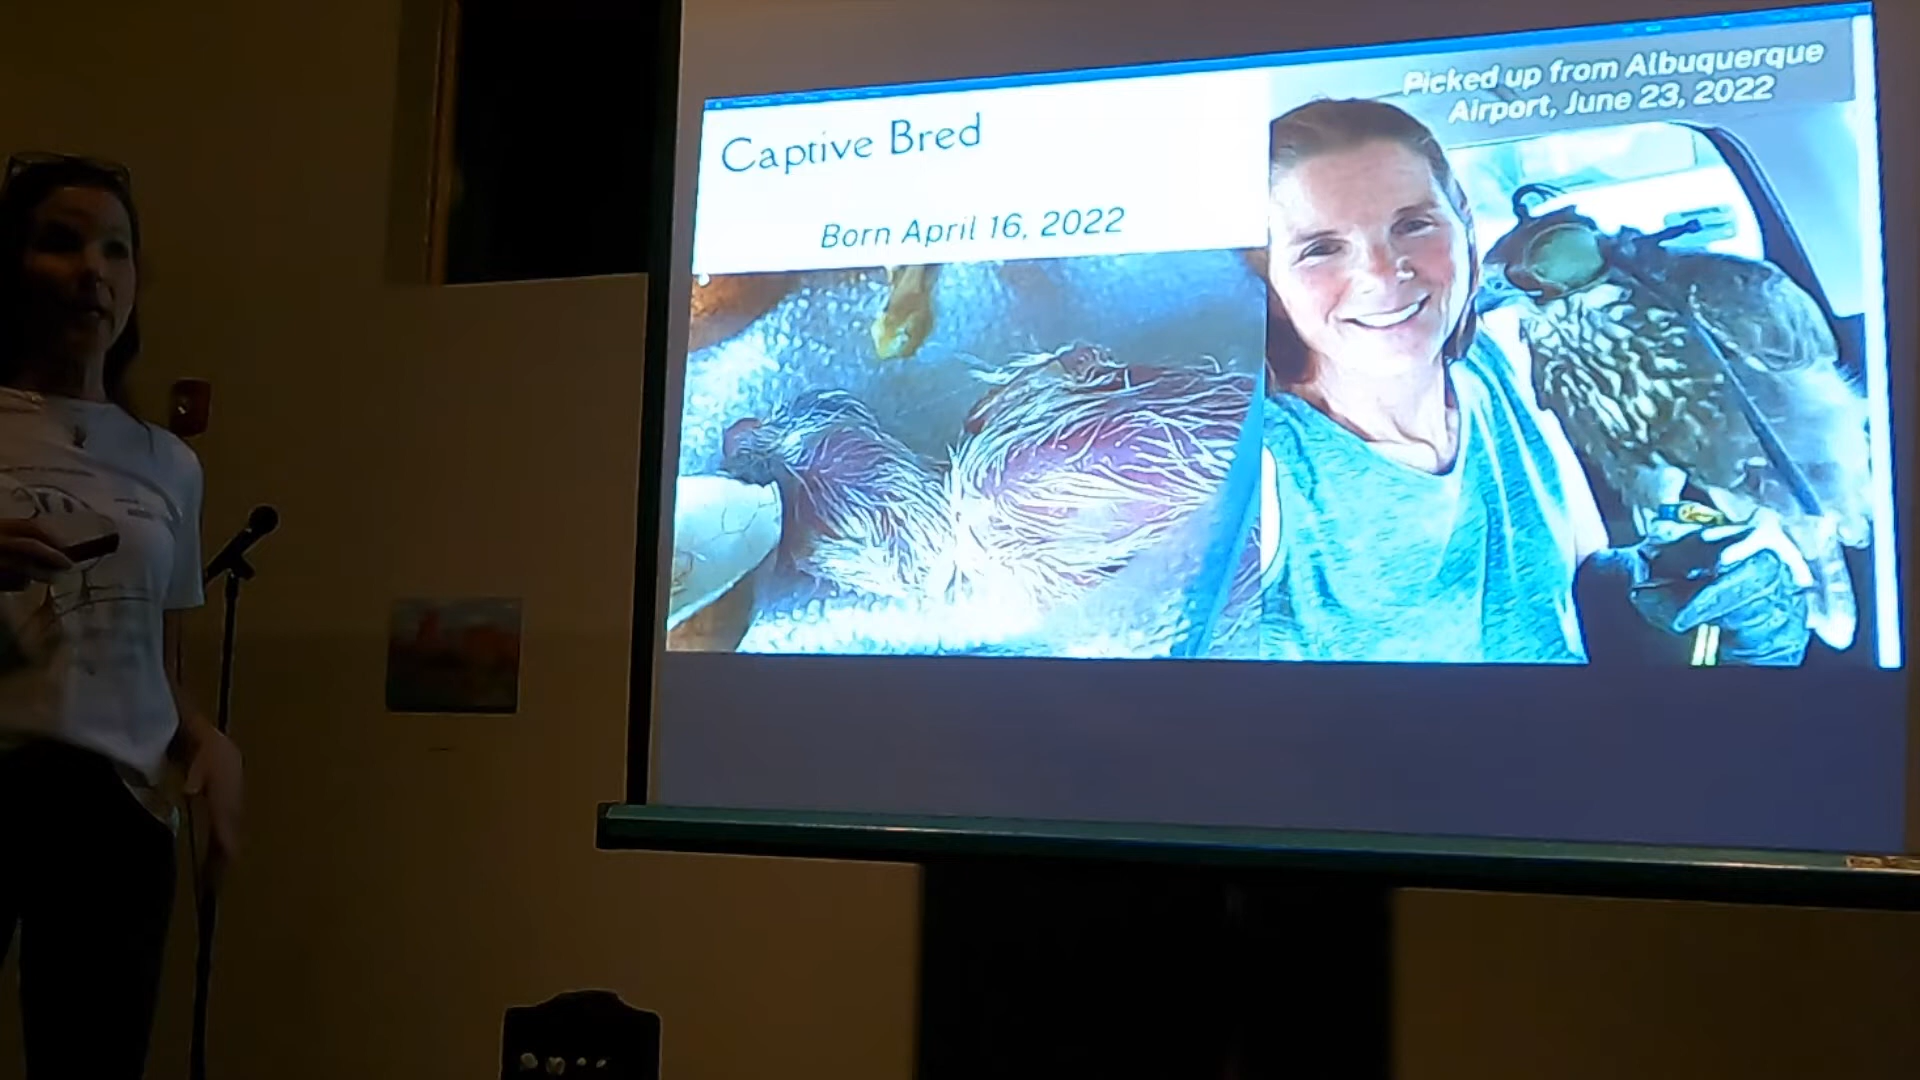 Captive Bred
Born April 16, 2022
Picked up from Albuquerque
Airport, June 23, 2022